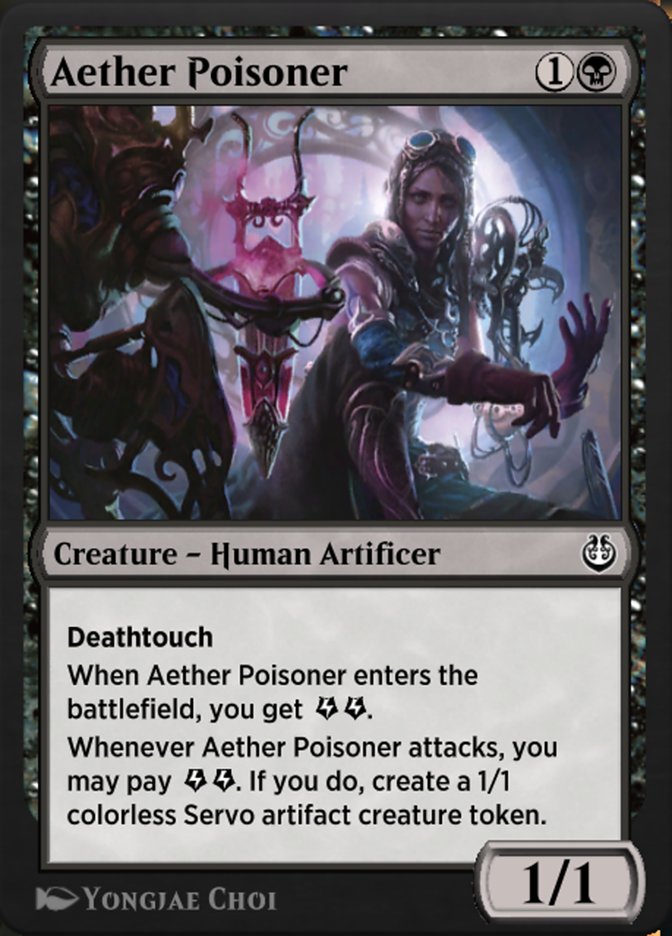 Aether Poisoner 1
Creature – Human Artificer
Deathtouch
When Aether Poisoner enters the
battlefield, you get .
Whenever Aether Poisoner attacks, you
may pay . If you do, create a 1/1
colorless Servo artifact creature token.
1/1
Yongjae Choi